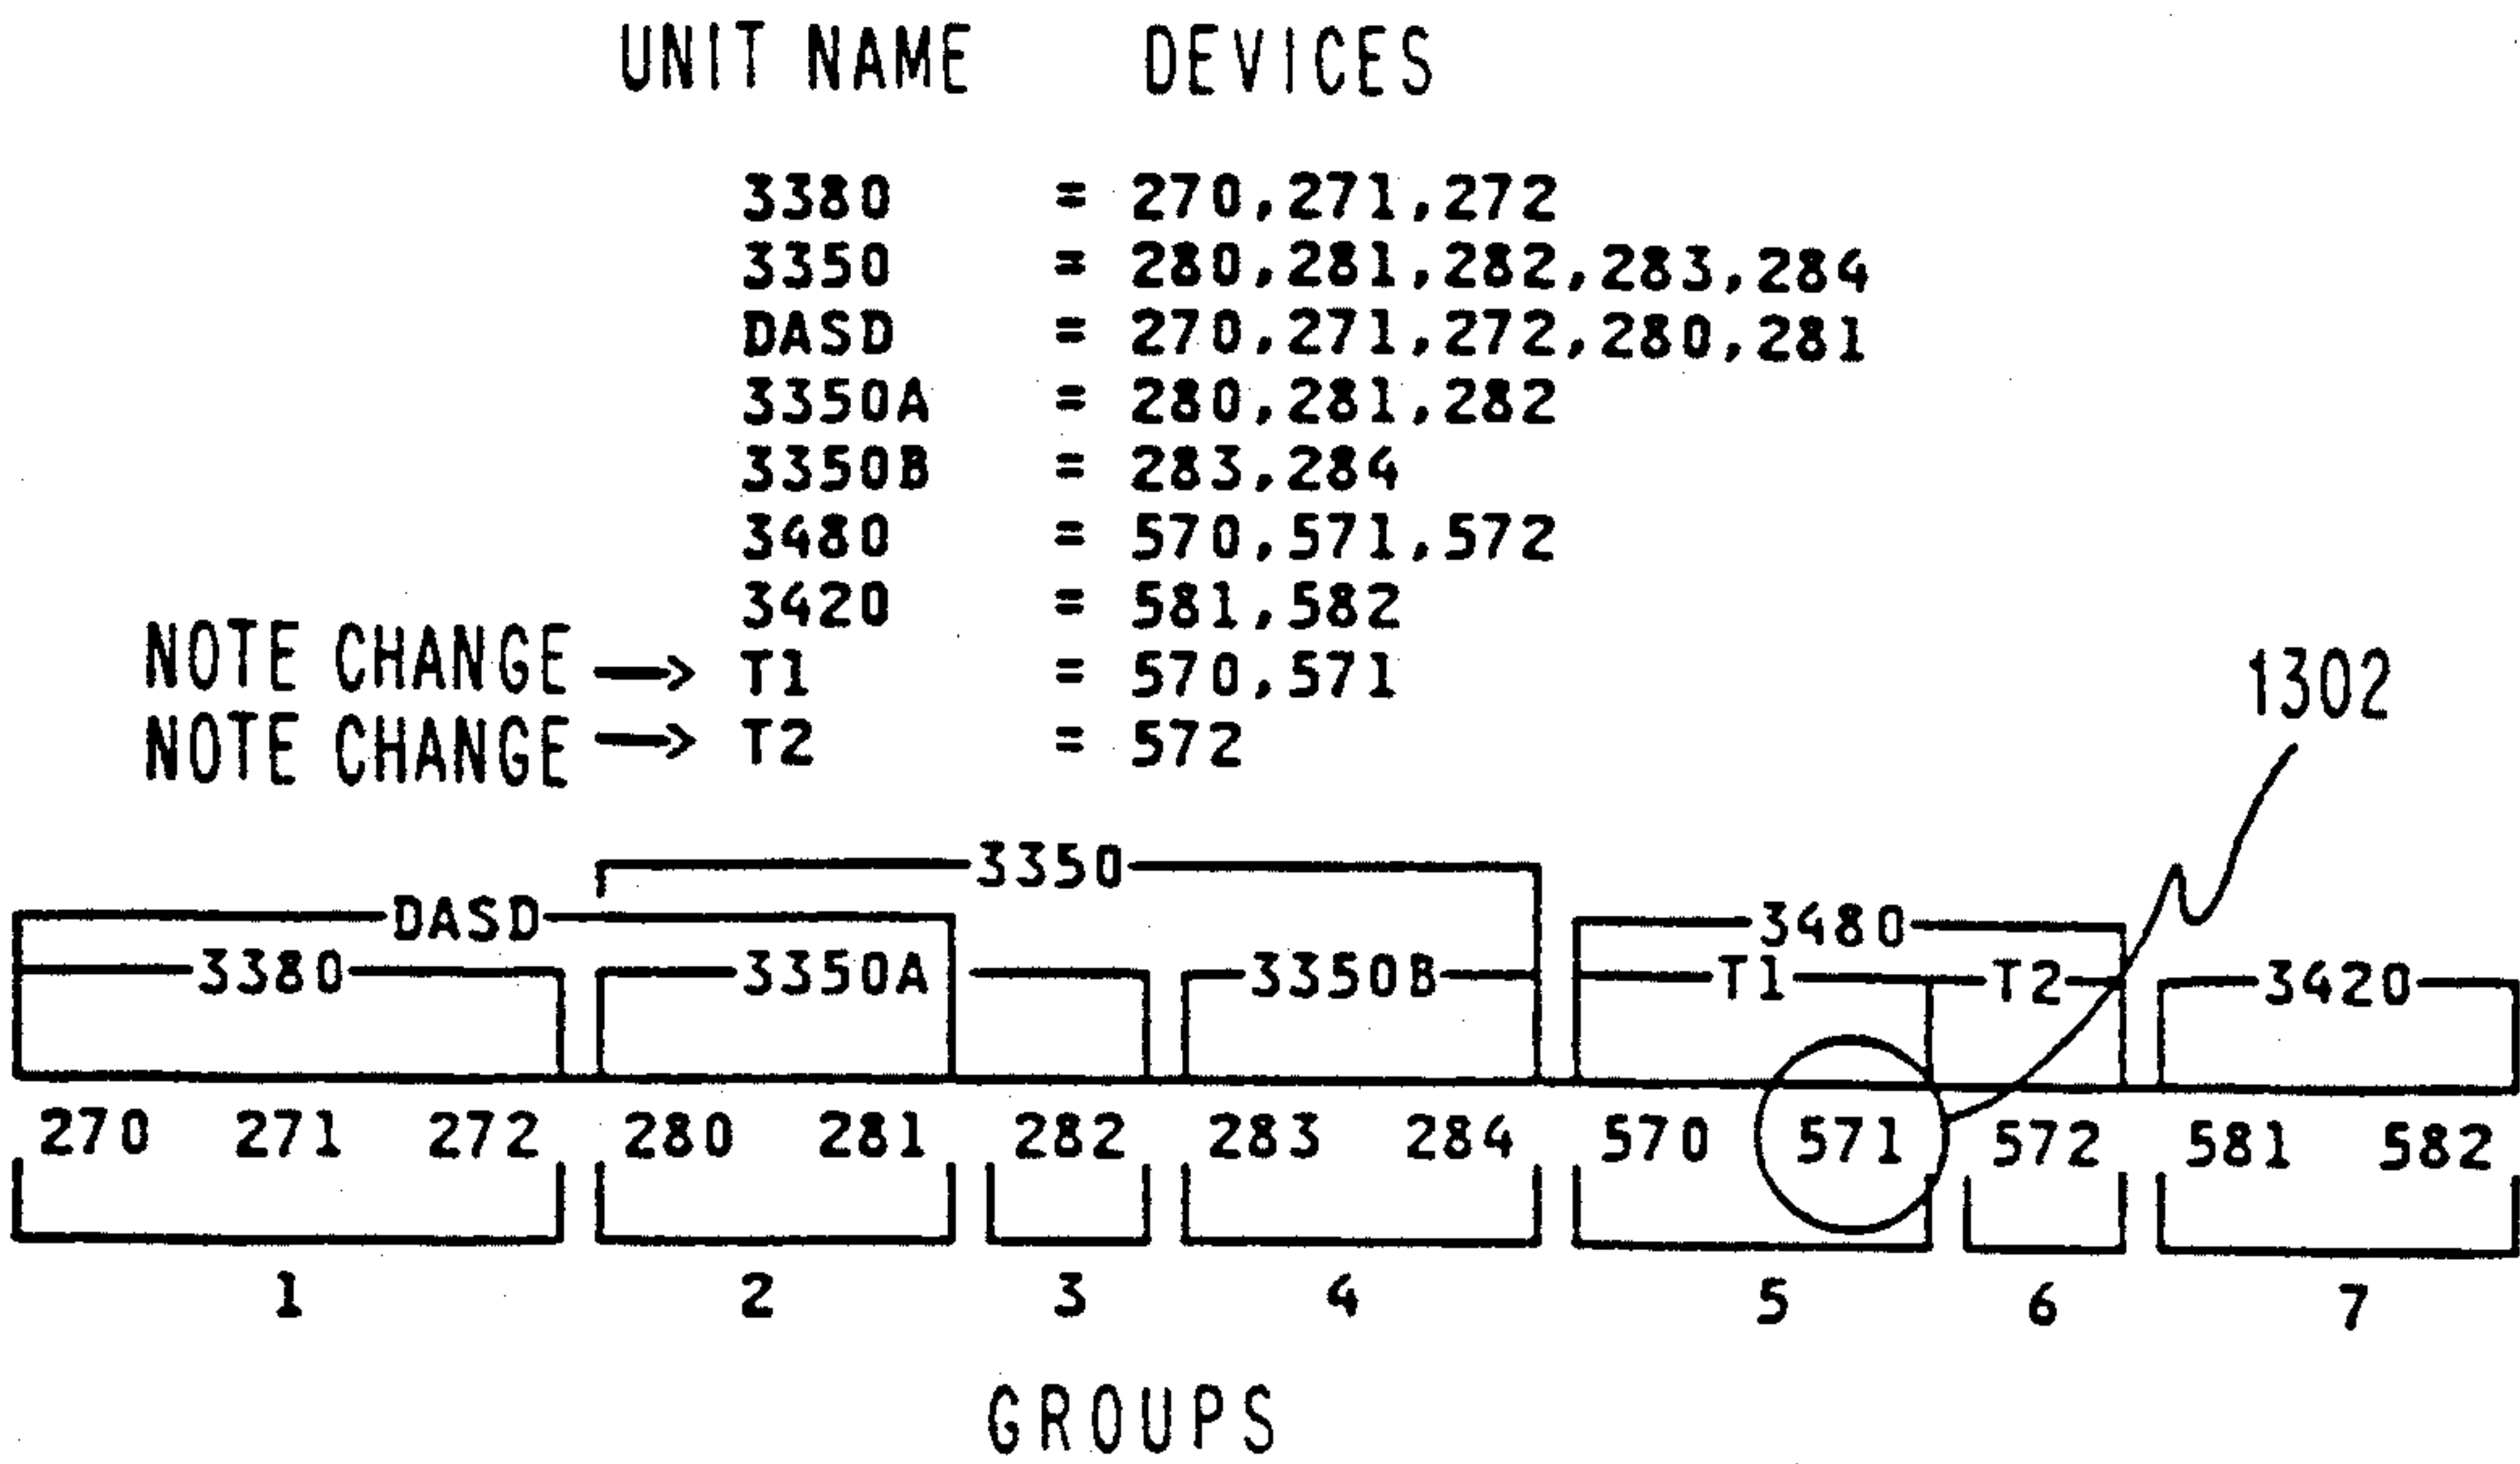 UNIT NAME DEVICES
3380 = 270,271,272
3350 = 280,281,282,283,284
DASD = 270,271,272,280,281
3350A = 280,281,282
3350B = 283,284
3480 = 570,571,572
3420 = 581,582
NOTE CHANGE → T1 = 570,571
NOTE CHANGE → T2 = 572
1302
3350
DASD 3480
3380 3350A 3350B T1 T2 3420
270 271 272 280 281 282 283 284 570 571 572 581 582
1 2 3 4 5 6 7
GROUPS